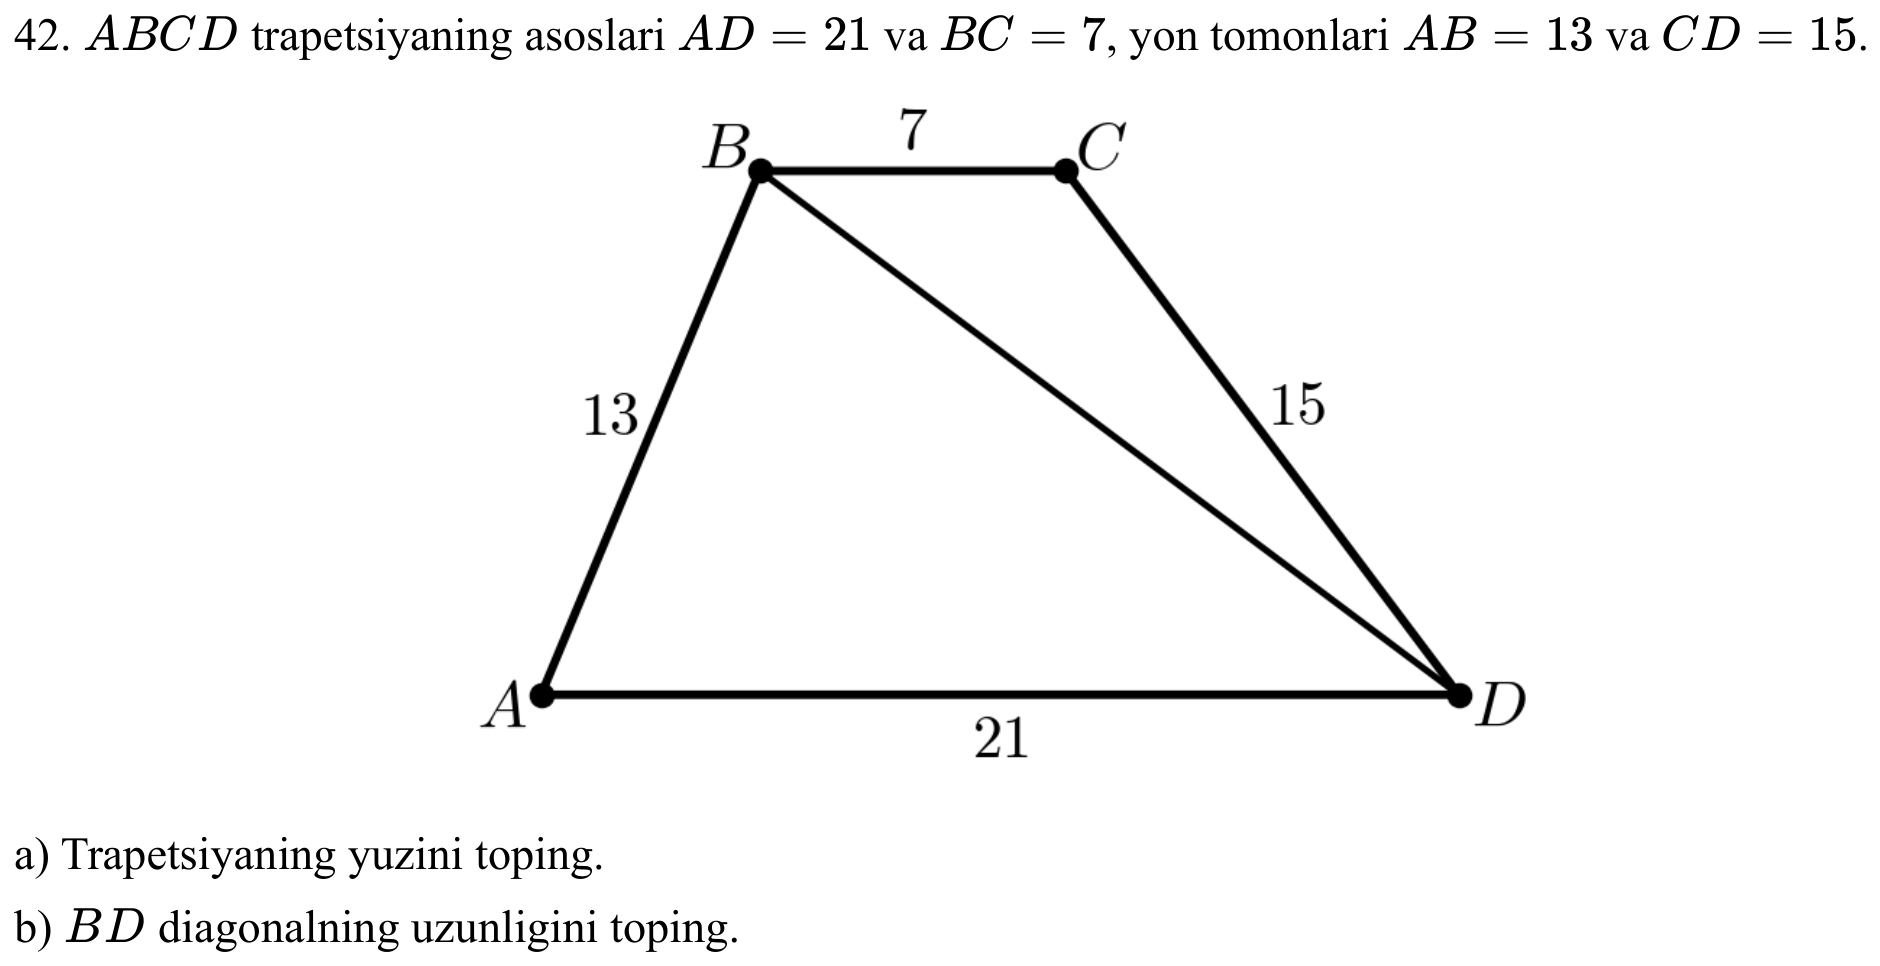 42. ABCD trapetsiyaning asoslari AD = 21 va BC = 7, yon tomonlari AB = 13 va CD = 15.
7
B
C
13
15
A
D
21
a) Trapetsiyaning yuzini toping.
b) BD diagonalning uzunligini toping.